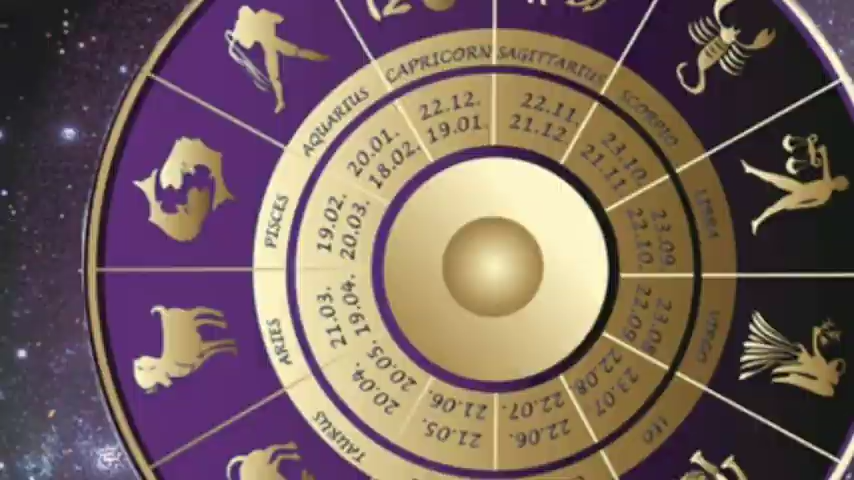 CAPRICORN
22.12.
19.01.
SAGITTARIUS
22.11.
21.12
SCORPIO
23.10.
21.11
LIBRA
23.09.
22.10.
VIRGO
23.08
22.09.
LEO
23.07
22.08.
22.06.
22.07.
21.05.
21.06.
TAURUS
20.04.
20.05.
ARIES
21.03.
19.04.
PISCES
19.02.
20.03.
AQUARIUS
20.01.
18.02.